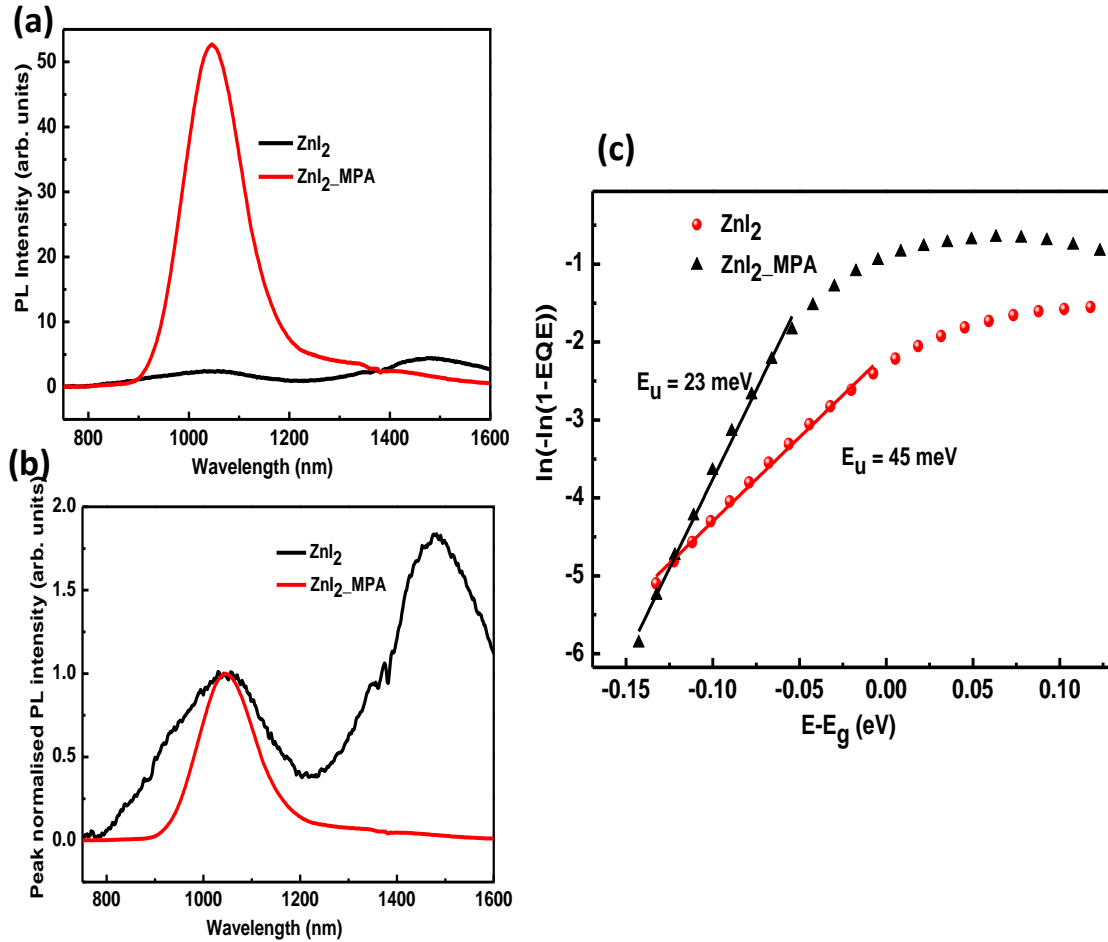 (a)
PL Intensity (arb. units)
50
40
30
20
10
0
ZnI2
ZnI2_MPA
800
1000
1200
1400
1600
Wavelength (nm)
(b)
Peak normalised PL intensity (arb. units)
2.0
1.5
1.0
0.5
0.0
ZnI2
ZnI2_MPA
800
1000
1200
1400
1600
Wavelength (nm)
(c)
ln(-ln(1-EQE))
-1
-2
-3
-4
-5
-6
ZnI2
ZnI2_MPA
Eu = 23 meV
Eu = 45 meV
-0.15
-0.10
-0.05
0.00
0.05
0.10
E-Eg (eV)